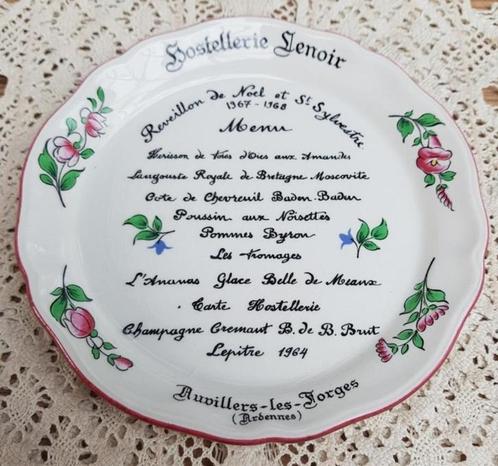 Hostellerie Lenoir
Reveillon de Noel et St Sylvestre
1967-1968
Menu
Herisson de Foies d'Oies aux Amandes
Langouste Royale de Bretagne Moscovite
Cote de Chevreuil Baden-Baden
Poussin aux Noisettes
Pommes Byron
Les fromages
L'Ananas Glace Belle de Meaux
Carte Hostellerie
Champagne Cremant B. de B. Brut
Lepitre 1964
Auvillers-les-Forges
(Ardennes)